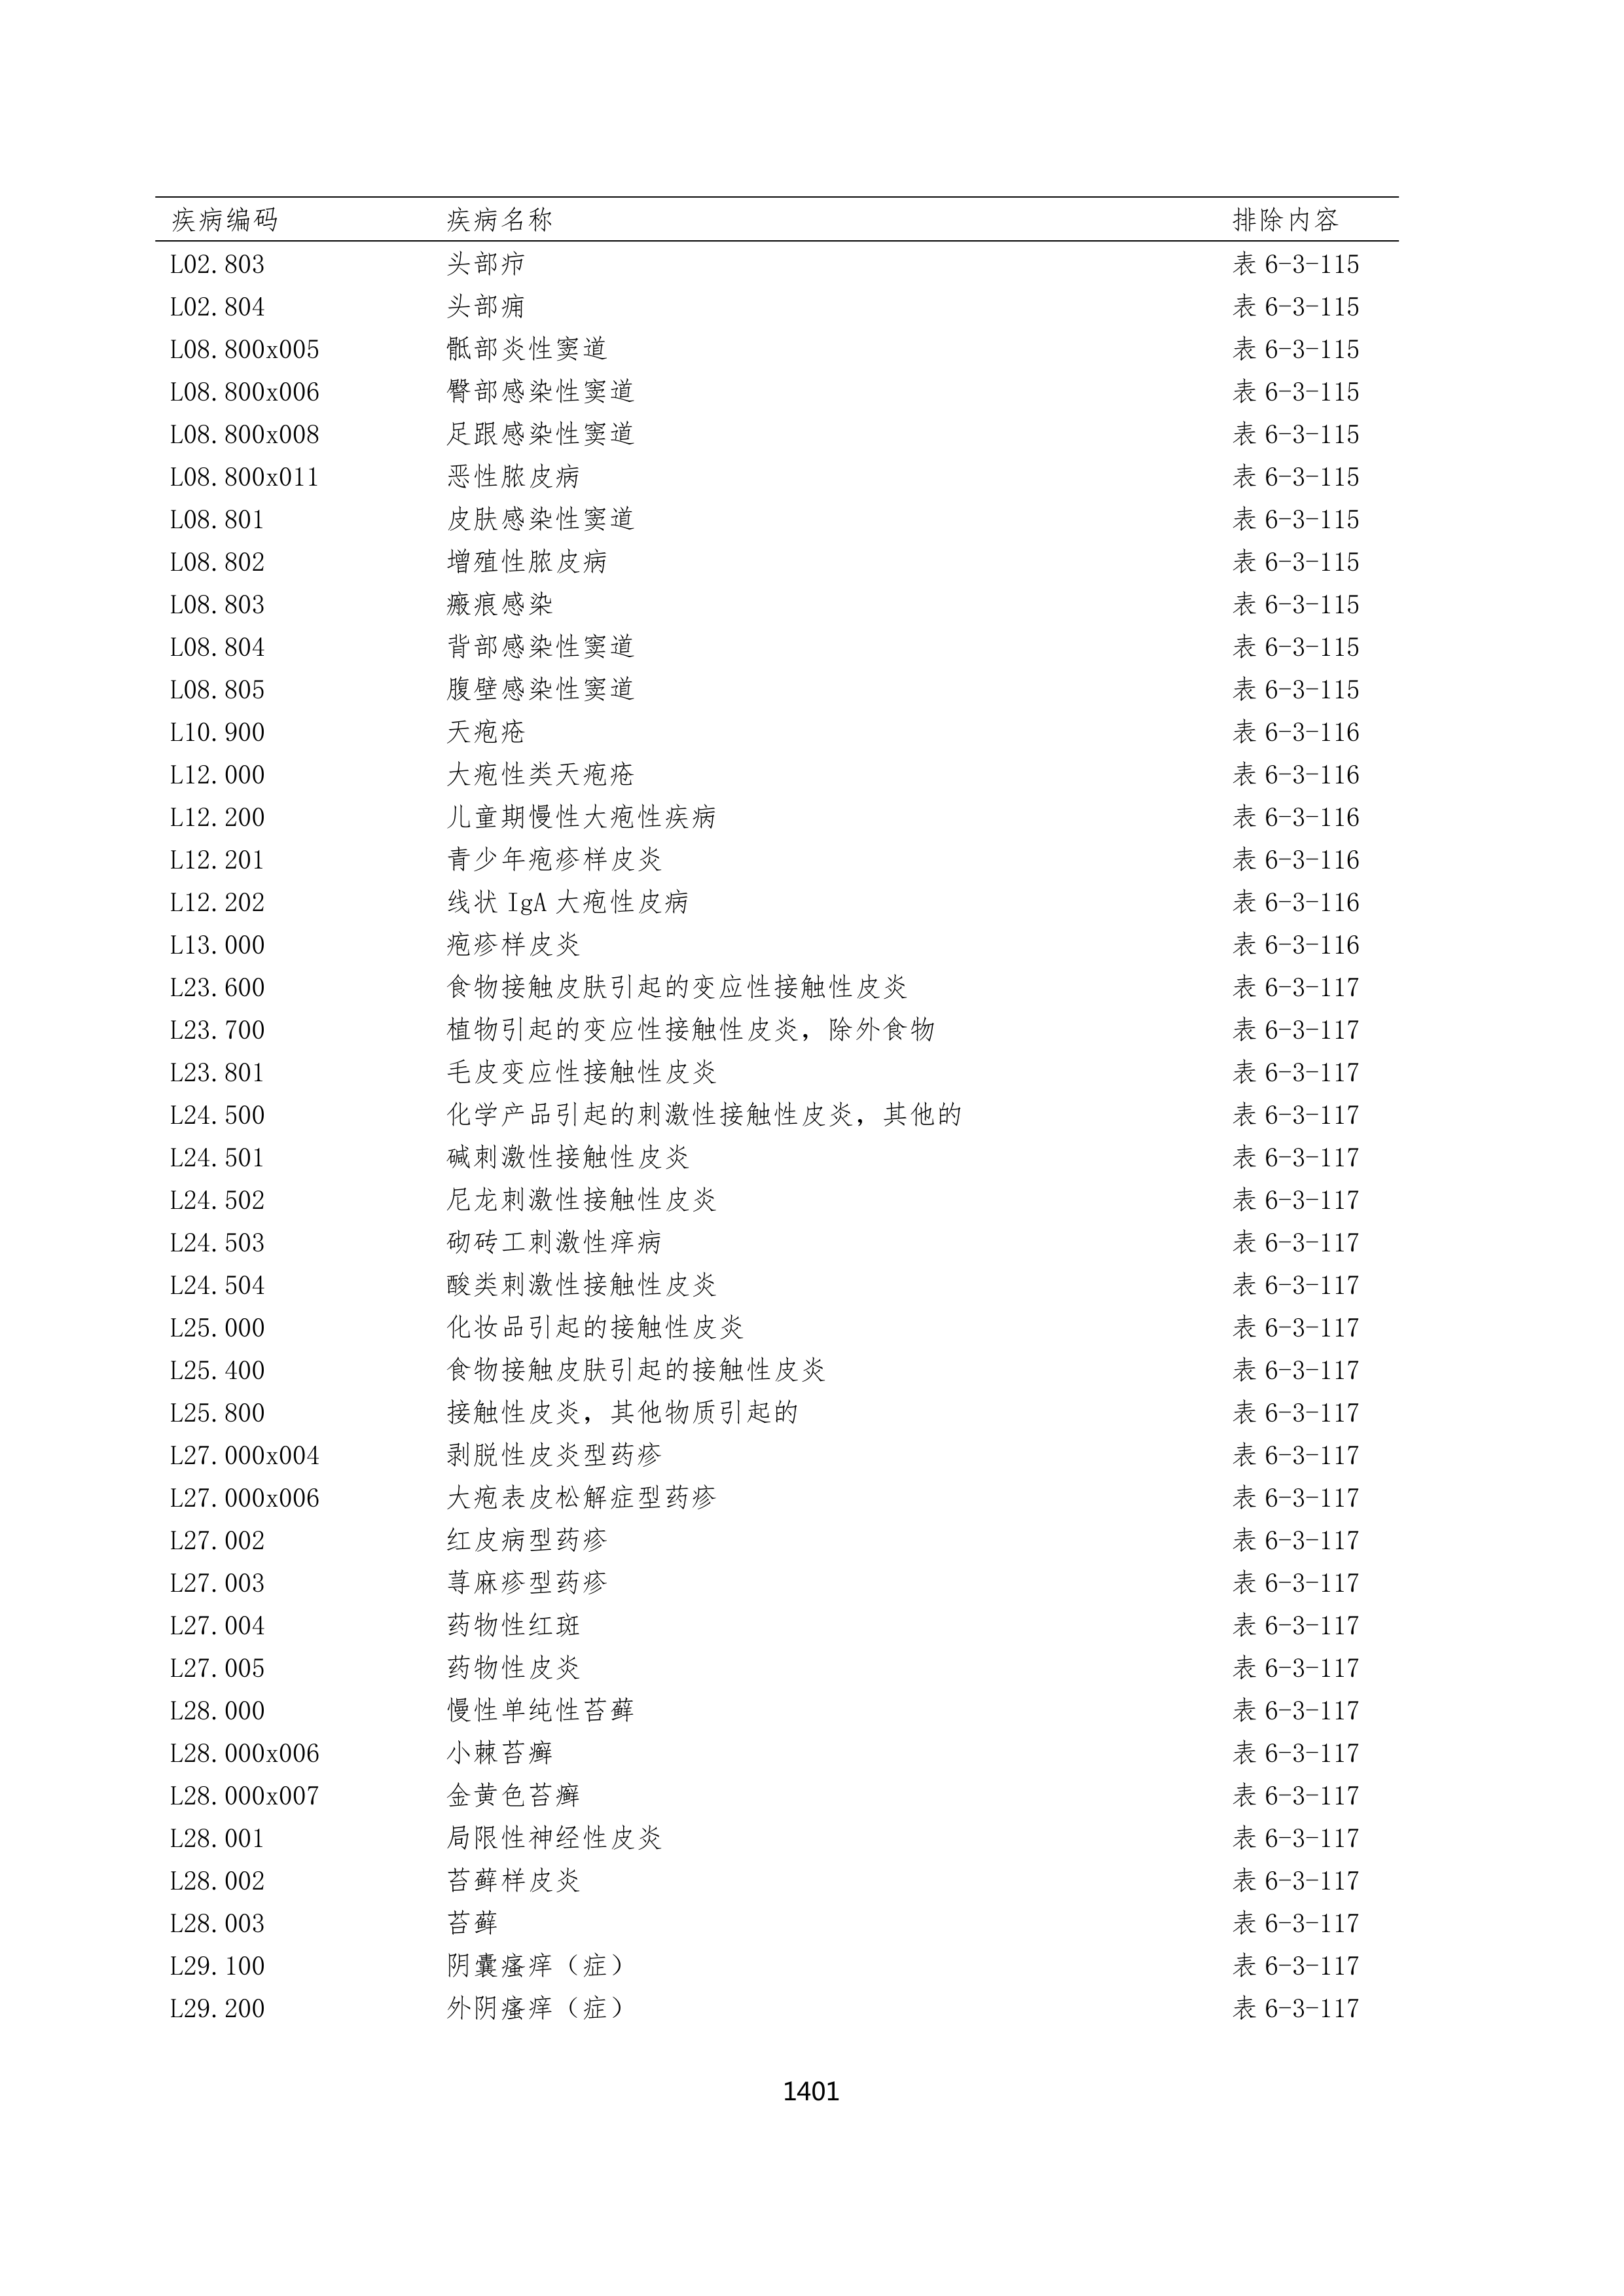 疾病编码 疾病名称 排除内容
L02.803 头部疖 表 6-3-115
L02.804 头部痈 表 6-3-115
L08.800x005 骶部炎性窦道 表 6-3-115
L08.800x006 臀部感染性窦道 表 6-3-115
L08.800x008 足跟感染性窦道 表 6-3-115
L08.800x011 恶性脓皮病 表 6-3-115
L08.801 皮肤感染性窦道 表 6-3-115
L08.802 增殖性脓皮病 表 6-3-115
L08.803 瘢痕感染 表 6-3-115
L08.804 背部感染性窦道 表 6-3-115
L08.805 腹壁感染性窦道 表 6-3-115
L10.900 天疱疮 表 6-3-116
L12.000 大疱性类天疱疮 表 6-3-116
L12.200 儿童期慢性大疱性疾病 表 6-3-116
L12.201 青少年疱疹样皮炎 表 6-3-116
L12.202 线状 IgA 大疱性皮病 表 6-3-116
L13.000 疱疹样皮炎 表 6-3-116
L23.600 食物接触皮肤引起的变应性接触性皮炎 表 6-3-117
L23.700 植物引起的变应性接触性皮炎，除外食物 表 6-3-117
L23.801 毛皮变应性接触性皮炎 表 6-3-117
L24.500 化学产品引起的刺激性接触性皮炎，其他的 表 6-3-117
L24.501 碱刺激性接触性皮炎 表 6-3-117
L24.502 尼龙刺激性接触性皮炎 表 6-3-117
L24.503 砌砖工刺激性痒病 表 6-3-117
L24.504 酸类刺激性接触性皮炎 表 6-3-117
L25.000 化妆品引起的接触性皮炎 表 6-3-117
L25.400 食物接触皮肤引起的接触性皮炎 表 6-3-117
L25.800 接触性皮炎，其他物质引起的 表 6-3-117
L27.000x004 剥脱性皮炎型药疹 表 6-3-117
L27.000x006 大疱表皮松解症型药疹 表 6-3-117
L27.002 红皮病型药疹 表 6-3-117
L27.003 荨麻疹型药疹 表 6-3-117
L27.004 药物性红斑 表 6-3-117
L27.005 药物性皮炎 表 6-3-117
L28.000 慢性单纯性苔藓 表 6-3-117
L28.000x006 小棘苔癣 表 6-3-117
L28.000x007 金黄色苔癣 表 6-3-117
L28.001 局限性神经性皮炎 表 6-3-117
L28.002 苔藓样皮炎 表 6-3-117
L28.003 苔藓 表 6-3-117
L29.100 阴囊瘙痒（症） 表 6-3-117
L29.200 外阴瘙痒（症） 表 6-3-117
1401